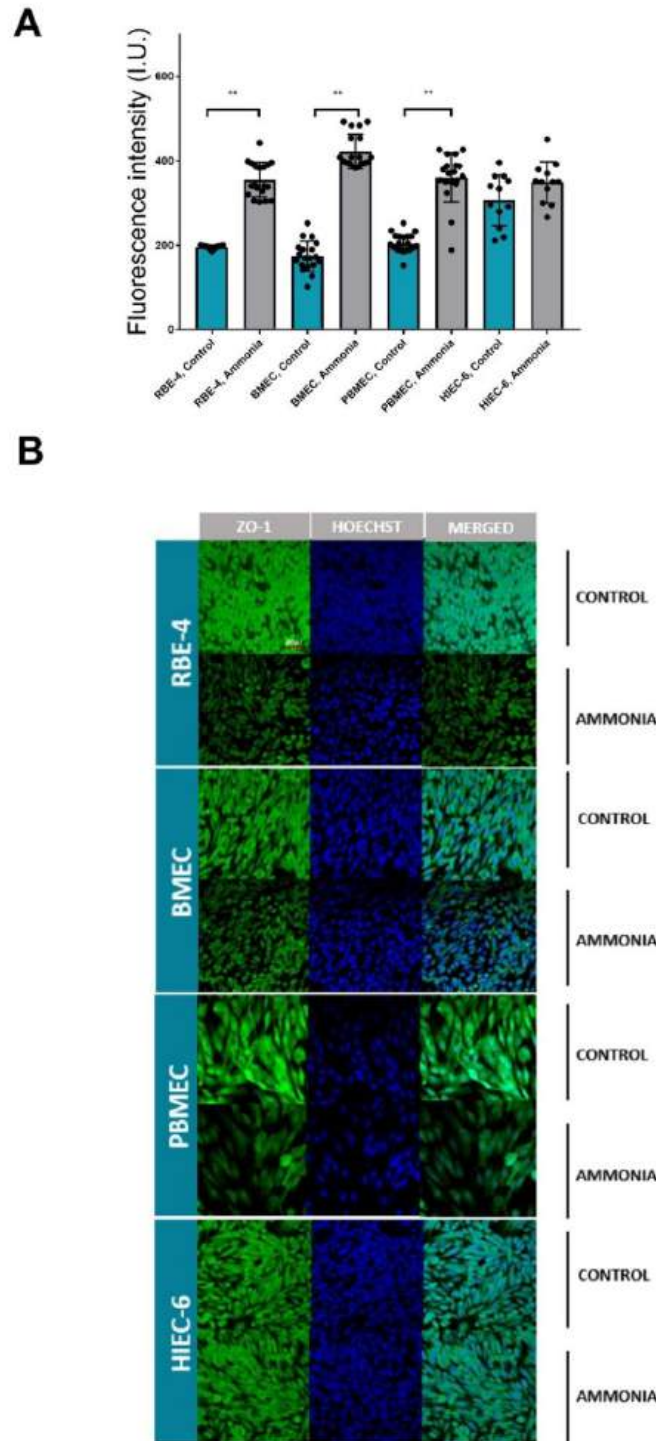 A
Fluorescence intensity (I.U.)
600
400
200
0
**
**
**
RBE-4, Control
RBE-4, Ammonia
BMEC, Control
BMEC, Ammonia
PBMEC, Control
PBMEC, Ammonia
HIEC-6, Control
HIEC-6, Ammonia
B
ZO-1 HOECHST MERGED
RBE-4
CONTROL
AMMONIA
BMEC
CONTROL
AMMONIA
PBMEC
CONTROL
AMMONIA
HIEC-6
CONTROL
AMMONIA